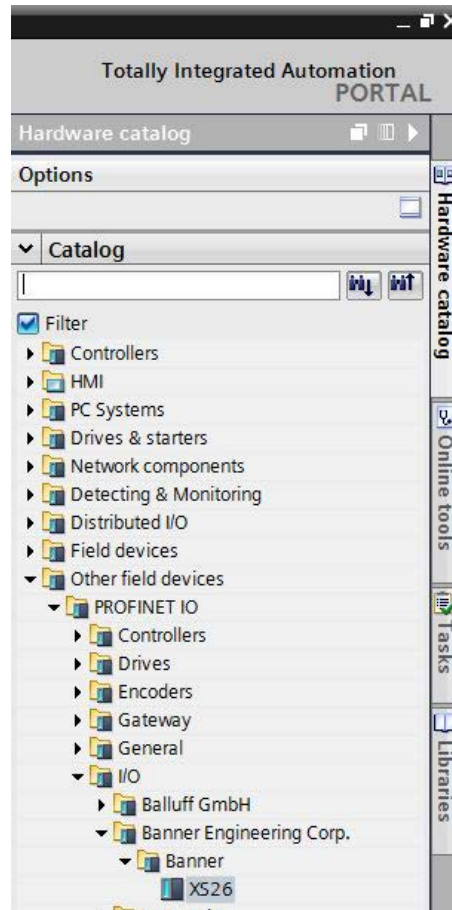 Totally Integrated Automation
PORTAL
Hardware catalog
Options
Catalog
Filter
Controllers
HMI
PC Systems
Drives & starters
Network components
Detecting & Monitoring
Distributed I/O
Field devices
Other field devices
PROFINET IO
Controllers
Drives
Encoders
Gateway
General
I/O
Balluff GmbH
Banner Engineering Corp.
Banner
XS26
Hardware catalog
Online tools
Tasks
Libraries